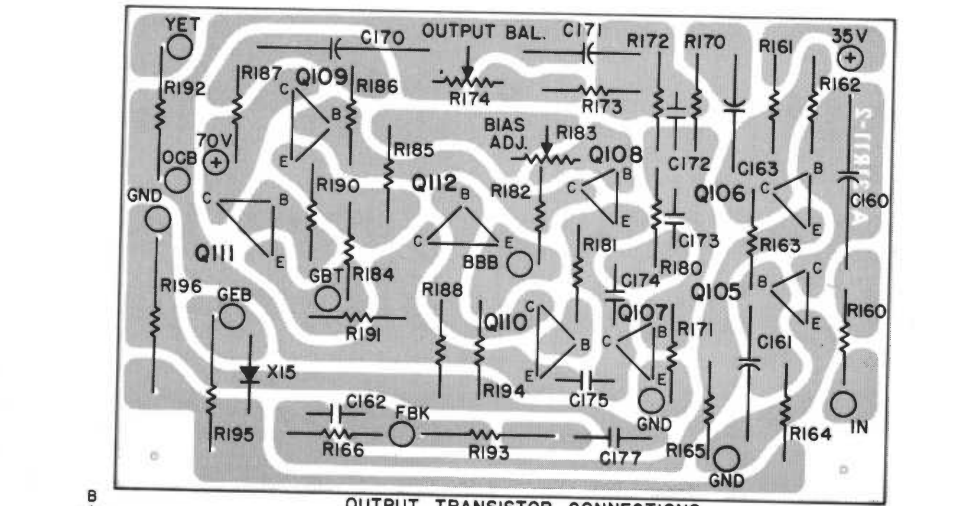 YET
C170
OUTPUT BAL.
C171
R172
R170
R161
35V
R192
R187
Q109
R186
R162
C
R174
R173
B
70V
BIAS
ADJ.
R183
OCB
E
R185
Q108
C172
C163
B
GND
R190
Q112
R182
C
Q106
C
C160
C
B
B
E
C173
E
Q111
C
E
R181
R163
BBB
E
GBT
R184
C174
R180
Q105
C
R196
GEB
R188
B
Q110
C
Q107
B
R171
E
R160
R191
C
C161
B
X15
E
E
R194
C175
C162
FBK
GND
IN
R195
R166
R193
C177
R165
R164
GND
B
OUTPUT TRANSISTOR CONNECTIONS